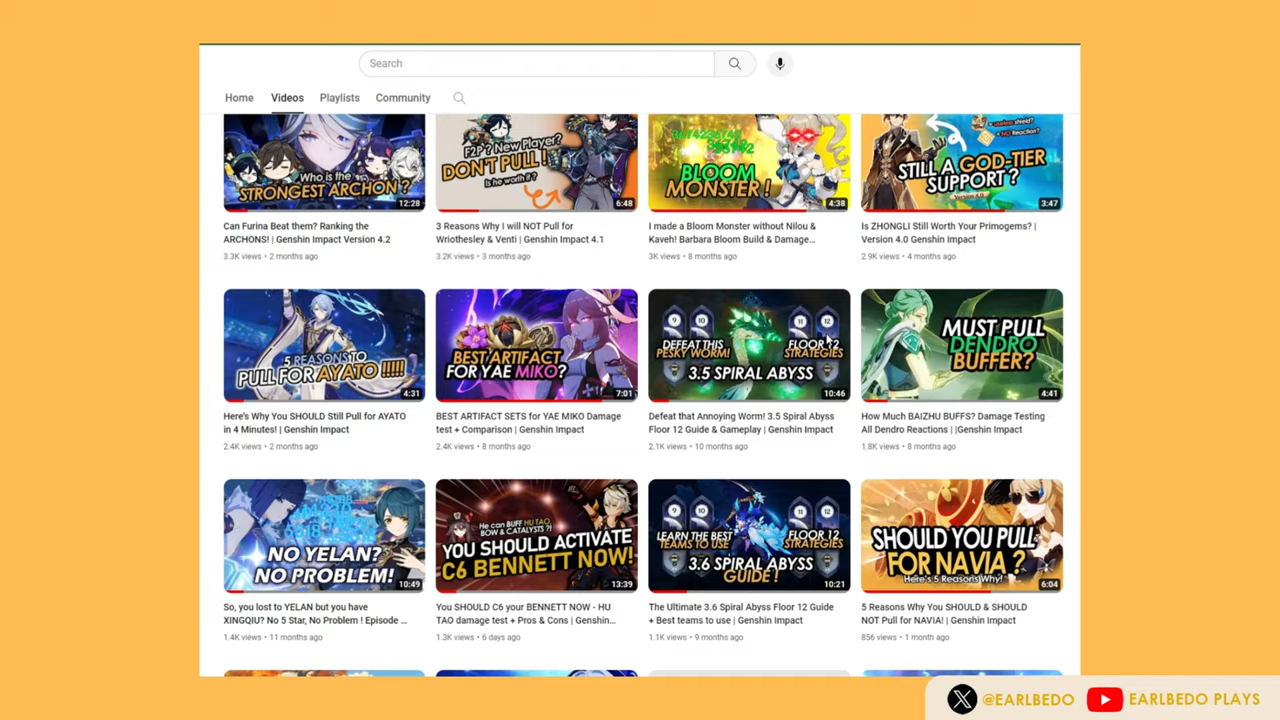 Search
Home Videos Playlists Community
Who is the
STRONGEST ARCHON ?
12:28
Can Furina Beat them? Ranking the
ARCHONS! | Genshin Impact Version 4.2
3.3K views • 2 months ago
F2P ? New Player?
DON'T PULL !
Is he worth it ?
6:48
3 Reasons Why I will NOT Pull for
Wriothesley & Venti | Genshin Impact 4.1
3.2K views • 3 months ago
BLOOM
MONSTER !
4:38
I made a Bloom Monster without Nilou &
Kaveh! Barbara Bloom Build & Damage...
3K views • 8 months ago
shield?
NO Reaction?
STILL A GOD-TIER
SUPPORT ?
3:47
Is ZHONGLI Still Worth Your Primogems? |
Version 4.0 Genshin Impact
2.9K views • 4 months ago
5 REASONS TO
PULL FOR AYATO !!!!!
4:31
Here's Why You SHOULD Still Pull for AYATO
in 4 Minutes! | Genshin Impact
2.4K views • 2 months ago
BEST ARTIFACT
FOR YAE MIKO?
7:01
BEST ARTIFACT SETS for YAE MIKO Damage
test + Comparison | Genshin Impact
2.4K views • 8 months ago
9 10 11 12
DEFEAT THIS
PESKY WORM!
FLOOR 12
STRATEGIES
3.5 SPIRAL ABYSS
10:46
Defeat that Annoying Worm! 3.5 Spiral Abyss
Floor 12 Guide & Gameplay | Genshin Impact
2.1K views • 10 months ago
MUST PULL
DENDRO
BUFFER?
4:41
How Much BAIZHU BUFFS? Damage Testing
All Dendro Reactions | |Genshin Impact
1.8K views • 8 months ago
NO YELAN?
NO PROBLEM!
10:49
So, you lost to YELAN but you have
XINGQIU? No 5 Star, No Problem ! Episode ...
1.4K views • 11 months ago
He can BUFF HU TAO,
BOW & CATALYSTS ?!
YOU SHOULD ACTIVATE
C6 BENNETT NOW!
13:39
You SHOULD C6 your BENNETT NOW - HU
TAO damage test + Pros & Cons | Genshin...
1.3K views • 6 days ago
9 10 11 12
LEARN THE BEST
TEAMS TO USE
FLOOR 12
STRATEGIES
3.6 SPIRAL ABYSS
GUIDE !
10:21
The Ultimate 3.6 Spiral Abyss Floor 12 Guide
+ Best teams to use | Genshin Impact
1.1K views • 9 months ago
SHOULD YOU PULL
FOR NAVIA ?
Here's 5 Reasons Why!
6:04
5 Reasons Why You SHOULD & SHOULD
NOT Pull for NAVIA! | Genshin Impact
856 views • 1 month ago
@EARLBEDO EARLBEDO PLAYS